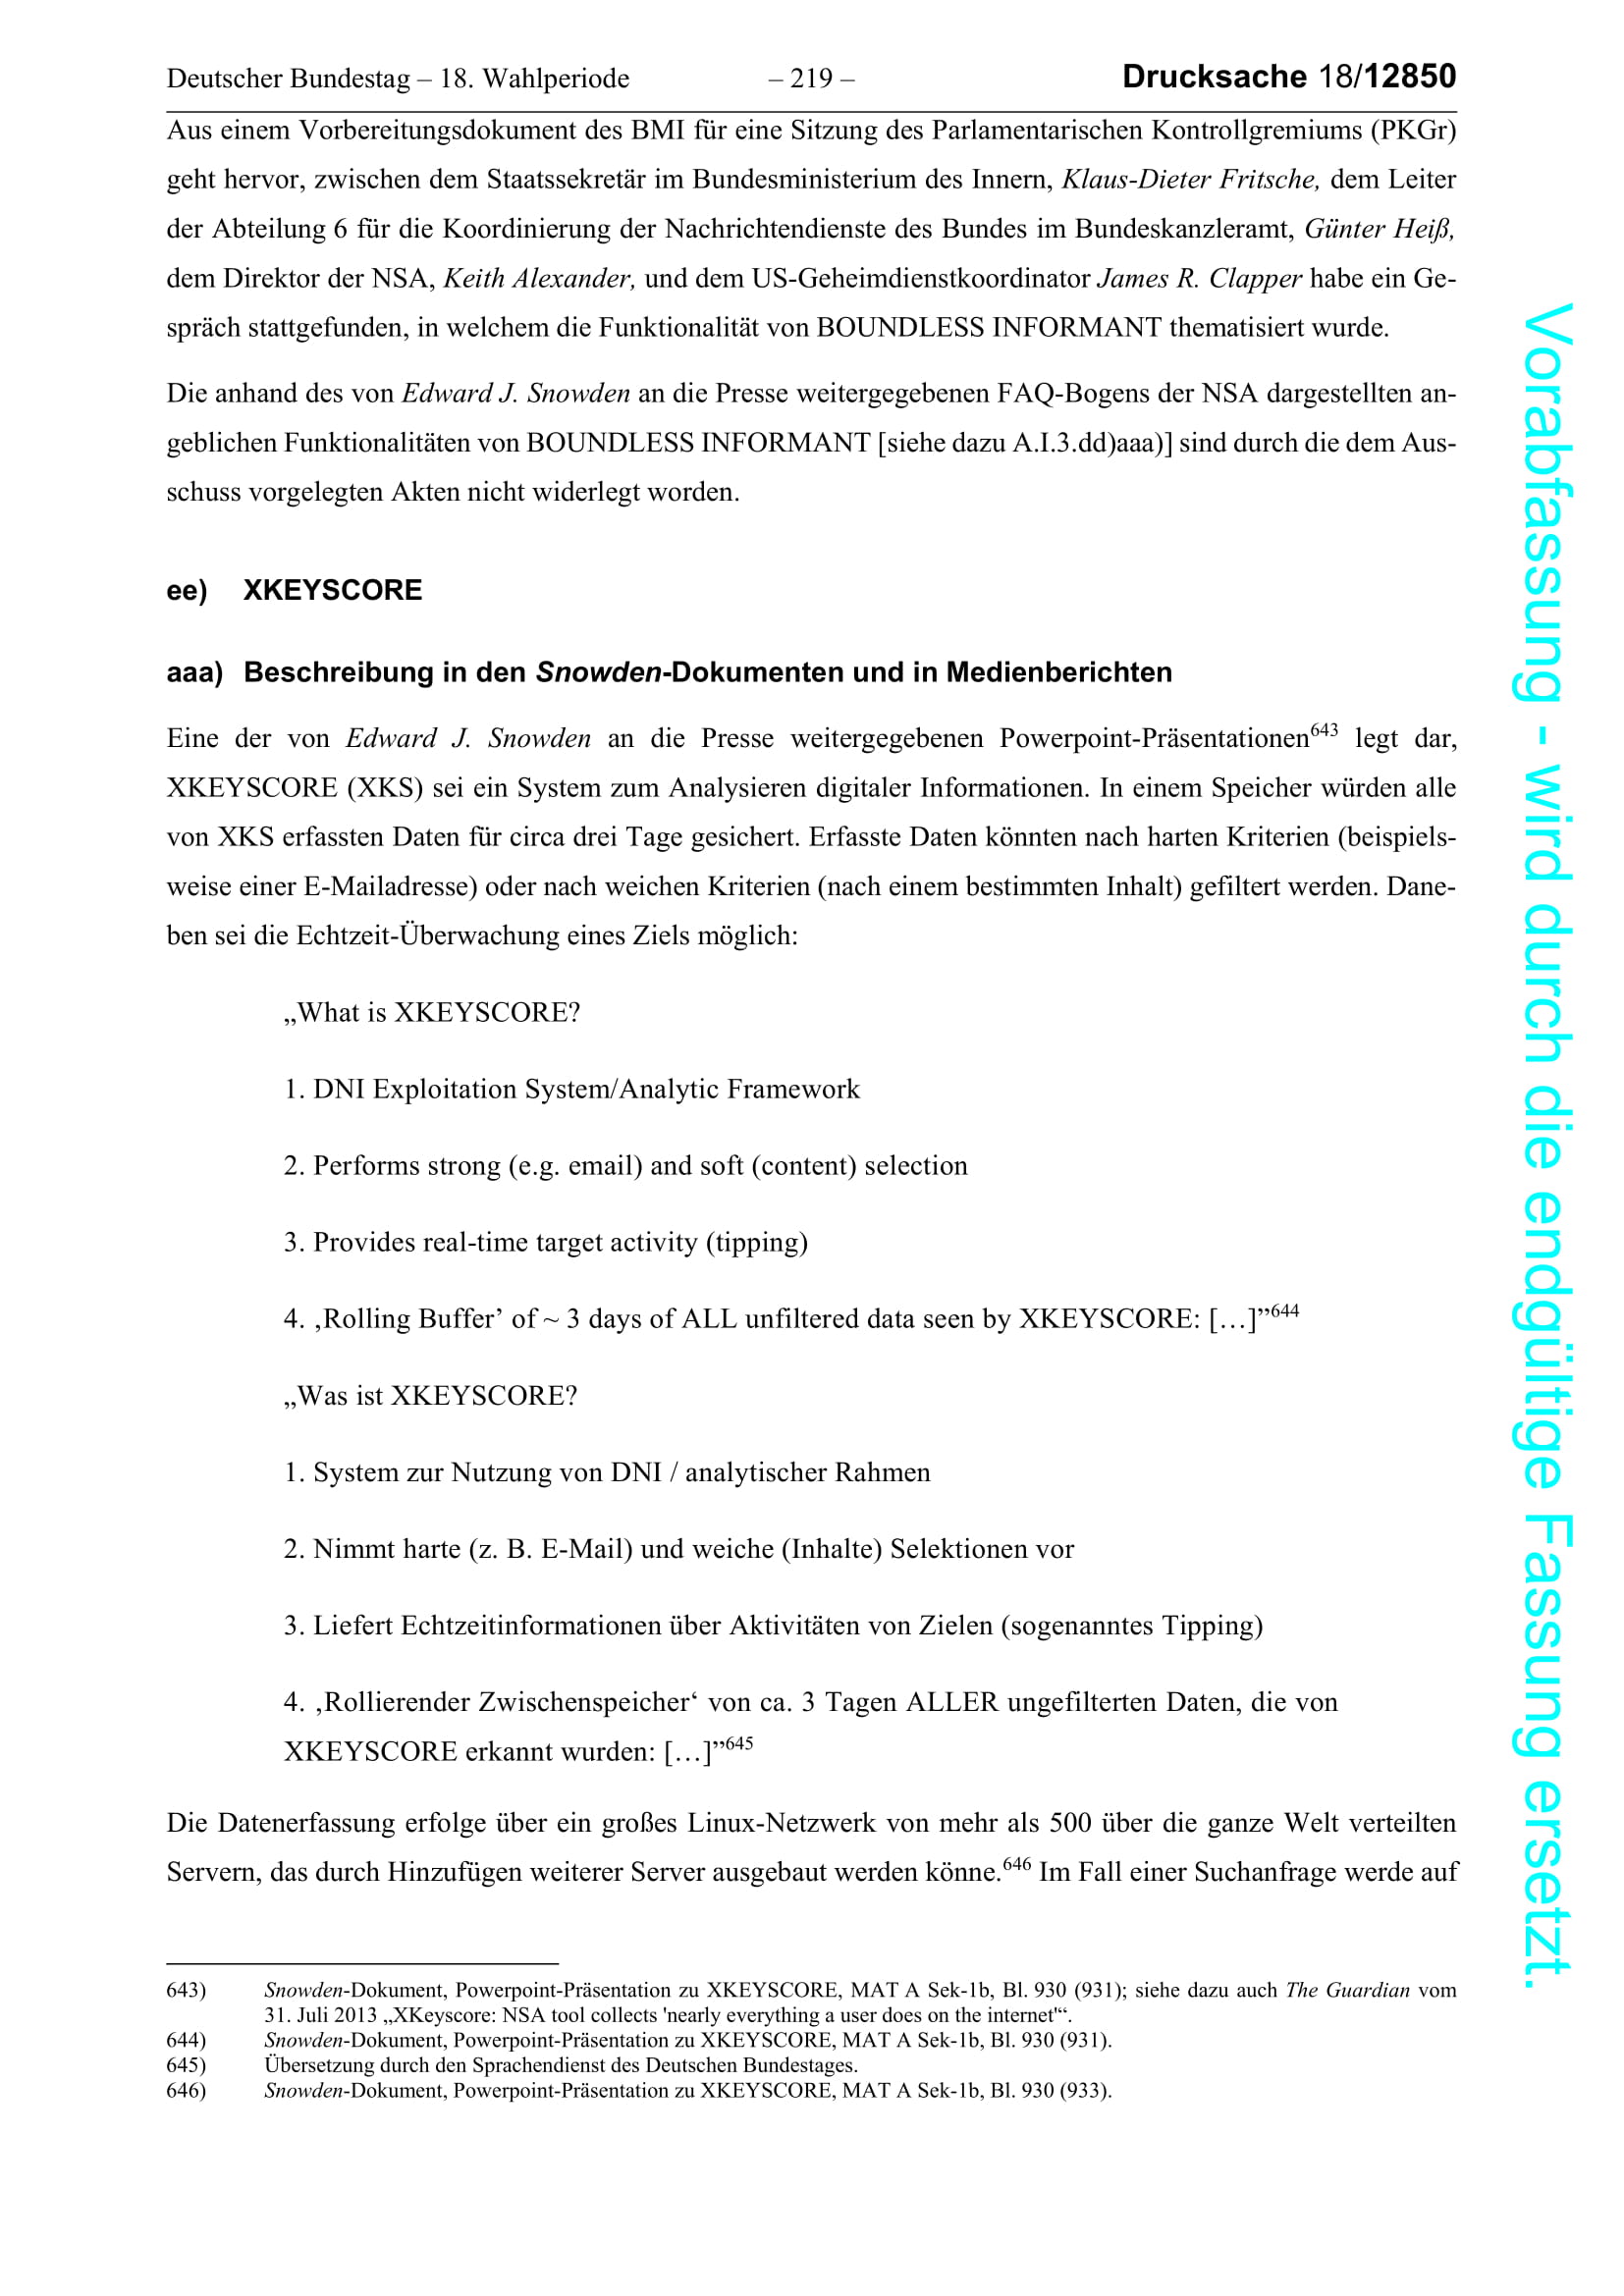 Deutscher Bundestag – 18. Wahlperiode – 219 – Drucksache 18/12850
Aus einem Vorbereitungsdokument des BMI für eine Sitzung des Parlamentarischen Kontrollgremiums (PKGr)
geht hervor, zwischen dem Staatssekretär im Bundesministerium des Innern, Klaus-Dieter Fritsche, dem Leiter
der Abteilung 6 für die Koordinierung der Nachrichtendienste des Bundes im Bundeskanzleramt, Günter Heiß,
dem Direktor der NSA, Keith Alexander, und dem US-Geheimdienstkoordinator James R. Clapper habe ein Ge-
spräch stattgefunden, in welchem die Funktionalität von BOUNDLESS INFORMANT thematisiert wurde.
Die anhand des von Edward J. Snowden an die Presse weitergegebenen FAQ-Bogens der NSA dargestellten an-
geblichen Funktionalitäten von BOUNDLESS INFORMANT [siehe dazu A.I.3.dd)aaa)] sind durch die dem Aus-
schuss vorgelegten Akten nicht widerlegt worden.
ee) XKEYSCORE
aaa) Beschreibung in den Snowden-Dokumenten und in Medienberichten
Eine der von Edward J. Snowden an die Presse weitergegebenen Powerpoint-Präsentationen643 legt dar,
XKEYSCORE (XKS) sei ein System zum Analysieren digitaler Informationen. In einem Speicher würden alle
von XKS erfassten Daten für circa drei Tage gesichert. Erfasste Daten könnten nach harten Kriterien (beispiels-
weise einer E-Mailadresse) oder nach weichen Kriterien (nach einem bestimmten Inhalt) gefiltert werden. Dane-
ben sei die Echtzeit-Überwachung eines Ziels möglich:
„What is XKEYSCORE?
1. DNI Exploitation System/Analytic Framework
2. Performs strong (e.g. email) and soft (content) selection
3. Provides real-time target activity (tipping)
4. ‚Rolling Buffer’ of ~ 3 days of ALL unfiltered data seen by XKEYSCORE: […]”644
„Was ist XKEYSCORE?
1. System zur Nutzung von DNI / analytischer Rahmen
2. Nimmt harte (z. B. E-Mail) und weiche (Inhalte) Selektionen vor
3. Liefert Echtzeitinformationen über Aktivitäten von Zielen (sogenanntes Tipping)
4. ‚Rollierender Zwischenspeicher‘ von ca. 3 Tagen ALLER ungefilterten Daten, die von
XKEYSCORE erkannt wurden: […]”645
Die Datenerfassung erfolge über ein großes Linux-Netzwerk von mehr als 500 über die ganze Welt verteilten
Servern, das durch Hinzufügen weiterer Server ausgebaut werden könne.646 Im Fall einer Suchanfrage werde auf
643) Snowden-Dokument, Powerpoint-Präsentation zu XKEYSCORE, MAT A Sek-1b, Bl. 930 (931); siehe dazu auch The Guardian vom
31. Juli 2013 „XKeyscore: NSA tool collects 'nearly everything a user does on the internet'“.
644) Snowden-Dokument, Powerpoint-Präsentation zu XKEYSCORE, MAT A Sek-1b, Bl. 930 (931).
645) Übersetzung durch den Sprachendienst des Deutschen Bundestages.
646) Snowden-Dokument, Powerpoint-Präsentation zu XKEYSCORE, MAT A Sek-1b, Bl. 930 (933).
Vorabfassung - wird durch die endgültige Fassung ersetzt.